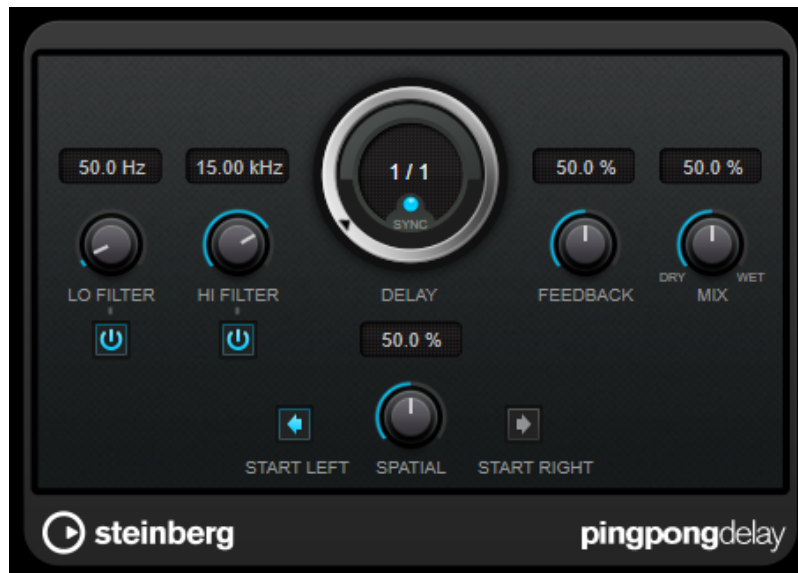 50.0 Hz 15.00 kHz 1 / 1 50.0 % 50.0 %
SYNC
DRY WET
LO FILTER HI FILTER DELAY FEEDBACK MIX
50.0 %
START LEFT SPATIAL START RIGHT
steinberg pingpongdelay